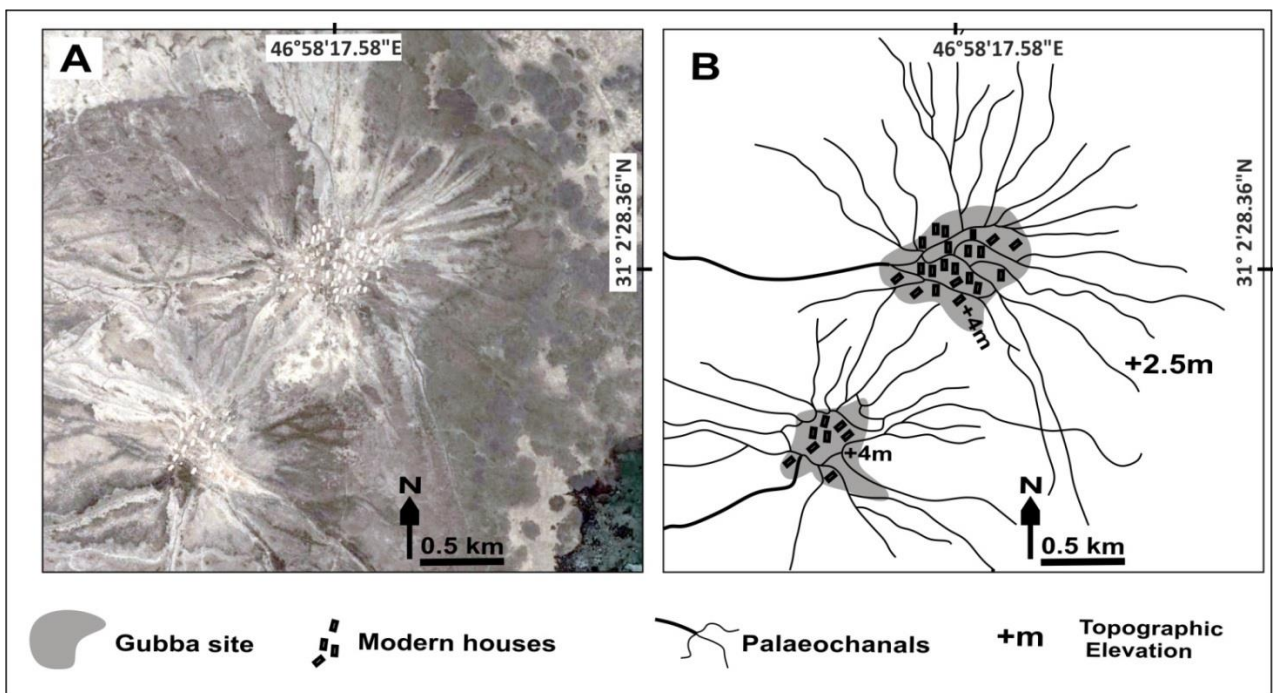 A
46°58'17.58"E
31° 2'28.36"N
N
0.5 km
B
46°58'17.58"E
31° 2'28.36"N
+4m
+2.5m
+4m
N
0.5 km
Gubba site
Modern houses
Palaeochanals
+m
Topographic
Elevation